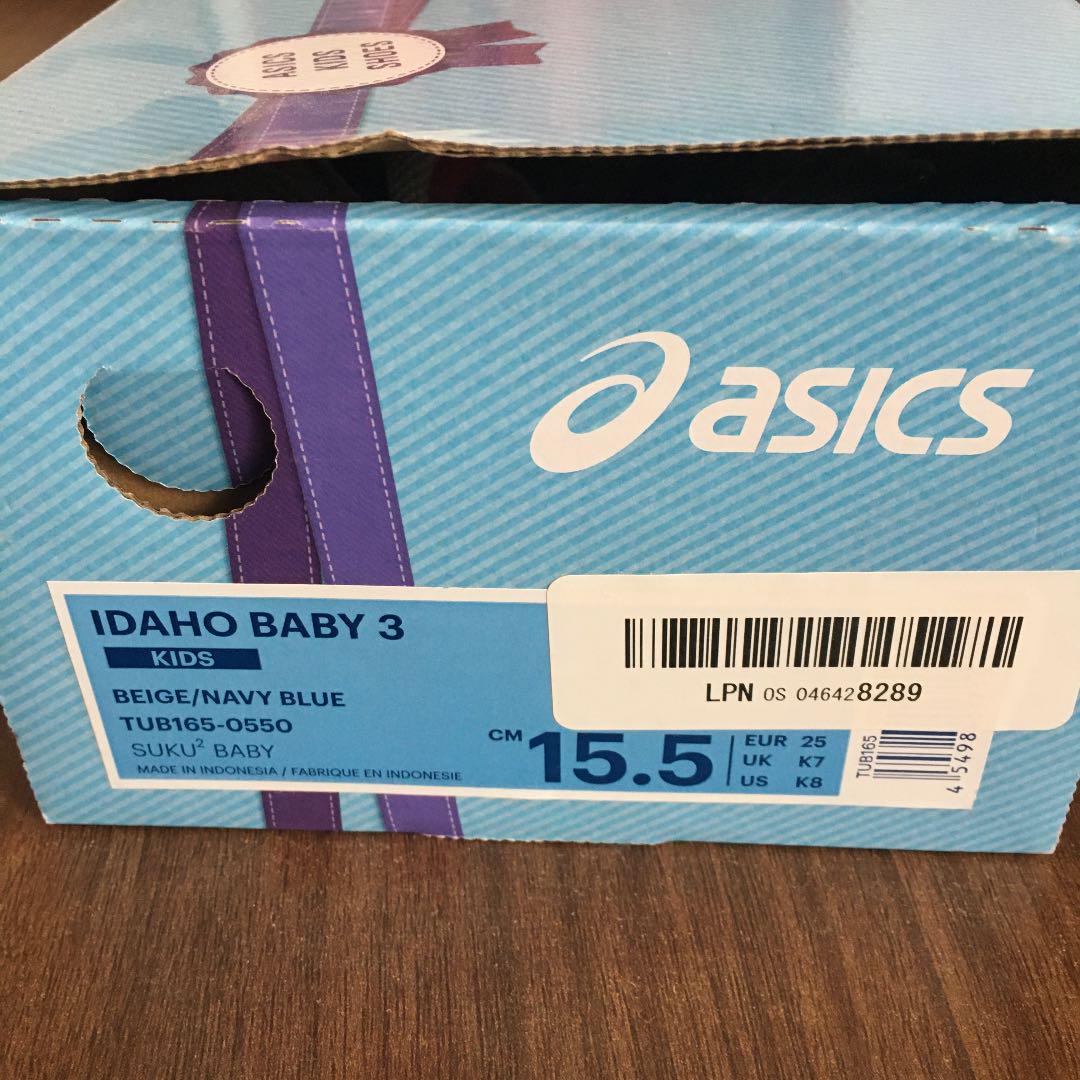 ASICS
KIDS
SHOES
asics
IDAHO BABY 3
KIDS
BEIGE/NAVY BLUE
TUB165-0550
SUKU² BABY
MADE IN INDONESIA / FABRIQUE EN INDONESIE
CM 15.5
EUR 25
UK K7
US K8
TUB165
4 5498
LPN OS 046428289